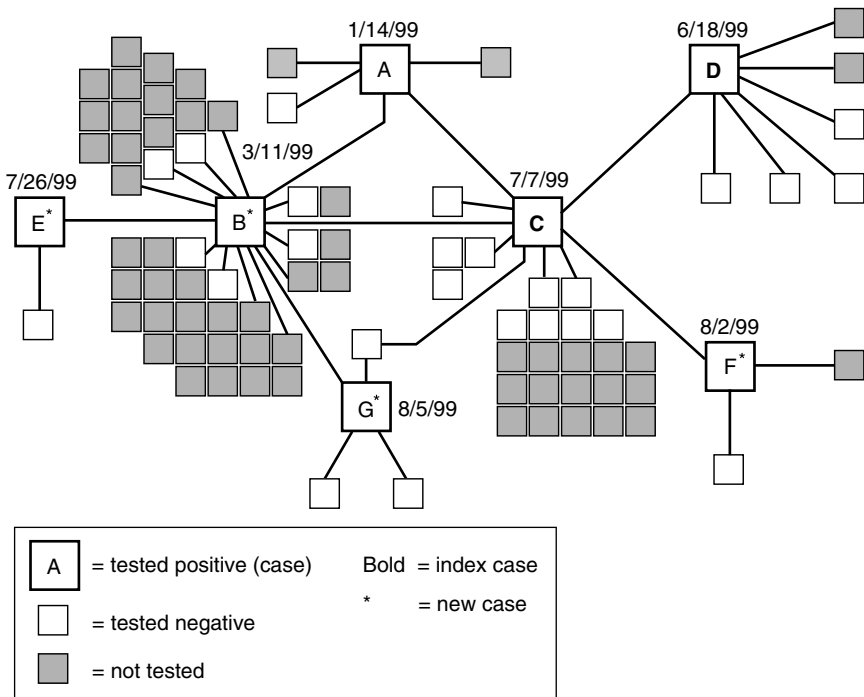 1/14/99
A
6/18/99
D
3/11/99
7/26/99
E*
B*
7/7/99
C
8/2/99
F*
G*
8/5/99
A = tested positive (case)
= tested negative
= not tested
Bold = index case
* = new case